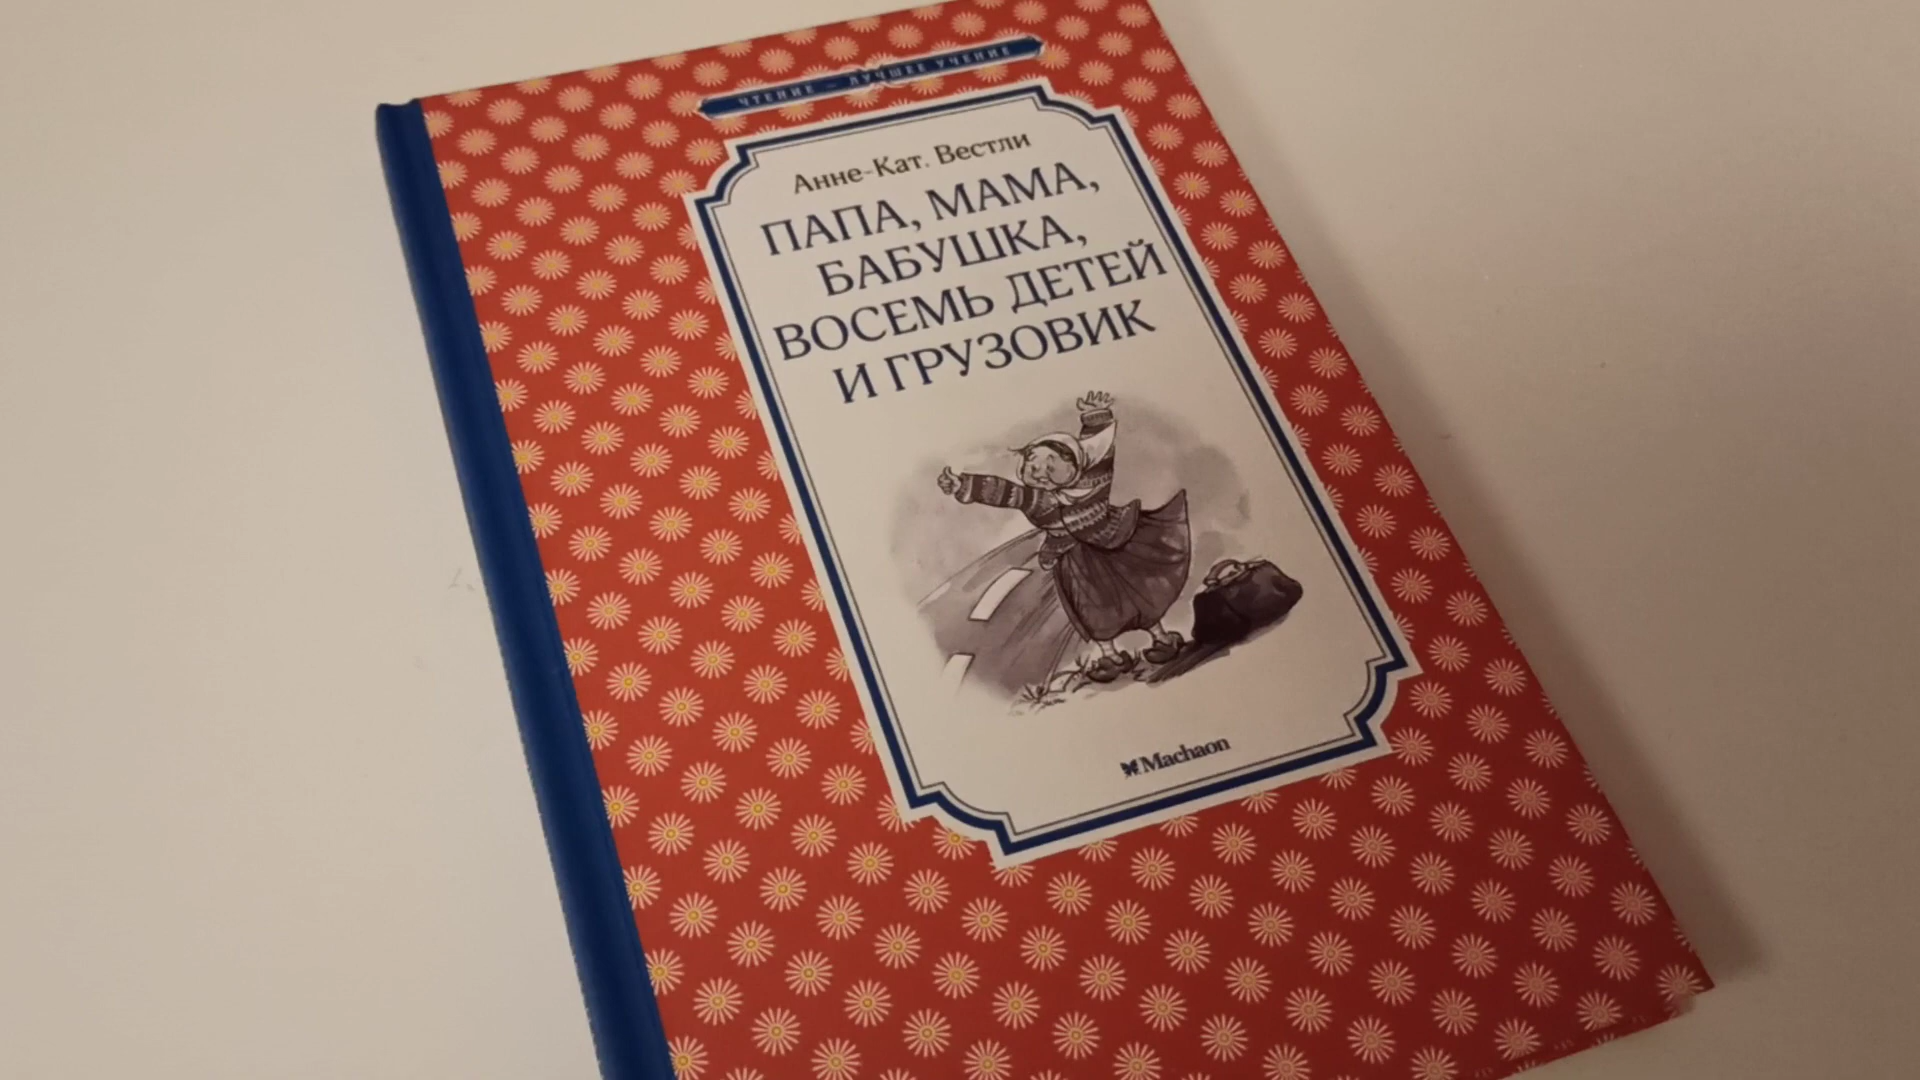 ЧТЕНИЕ – ЛУЧШЕЕ УЧЕНИЕ
Анне-Кат. Вестли
ПАПА, МАМА,
БАБУШКА,
ВОСЕМЬ ДЕТЕЙ
И ГРУЗОВИК
Machaon